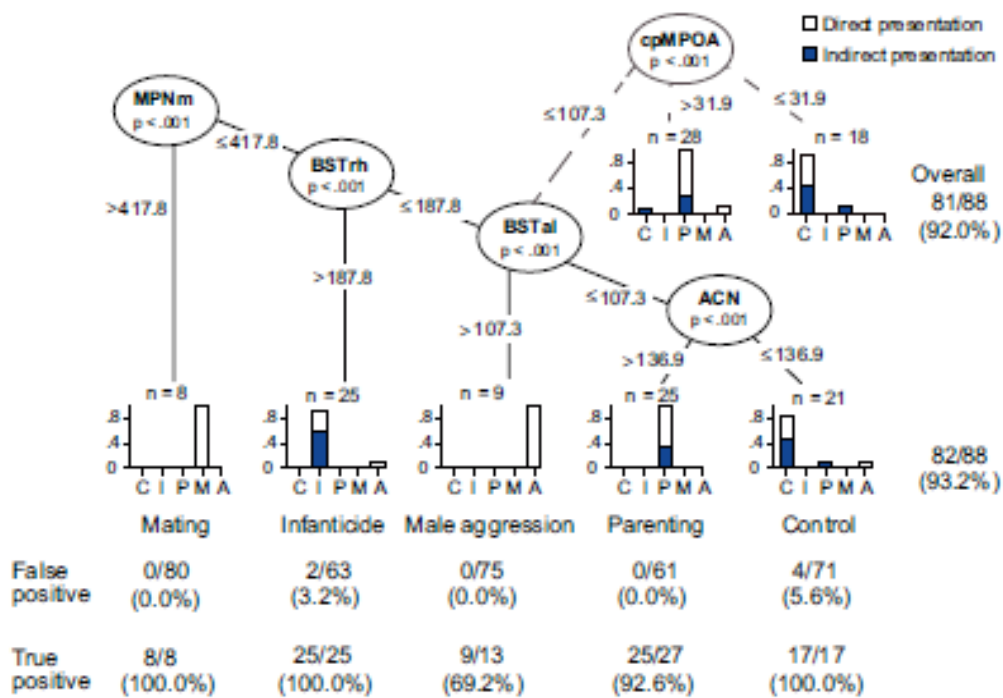 cpMPOA
p < .001
Direct presentation
Indirect presentation
MPNm
p < .001
≤107.3
>31.9
≤31.9
n = 28
n = 18
≤417.8
BSTrh
p < .001
.8
.4
0
C I P M A
.8
.4
0
C I P M A
Overall
81/88
(92.0%)
>417.8
≤187.8
BSTal
p < .001
>187.8
≤107.3
ACN
p < .001
>107.3
>136.9
≤136.9
n = 8
n = 25
n = 9
n = 25
n = 21
.8
.4
0
C I P M A
.8
.4
0
C I P M A
.8
.4
0
C I P M A
.8
.4
0
C I P M A
.8
.4
0
C I P M A
82/88
(93.2%)
Mating Infanticide Male aggression Parenting Control
False 0/80 2/63 0/75 0/61 4/71
positive (0.0%) (3.2%) (0.0%) (0.0%) (5.6%)
True 8/8 25/25 9/13 25/27 17/17
positive (100.0%) (100.0%) (69.2%) (92.6%) (100.0%)